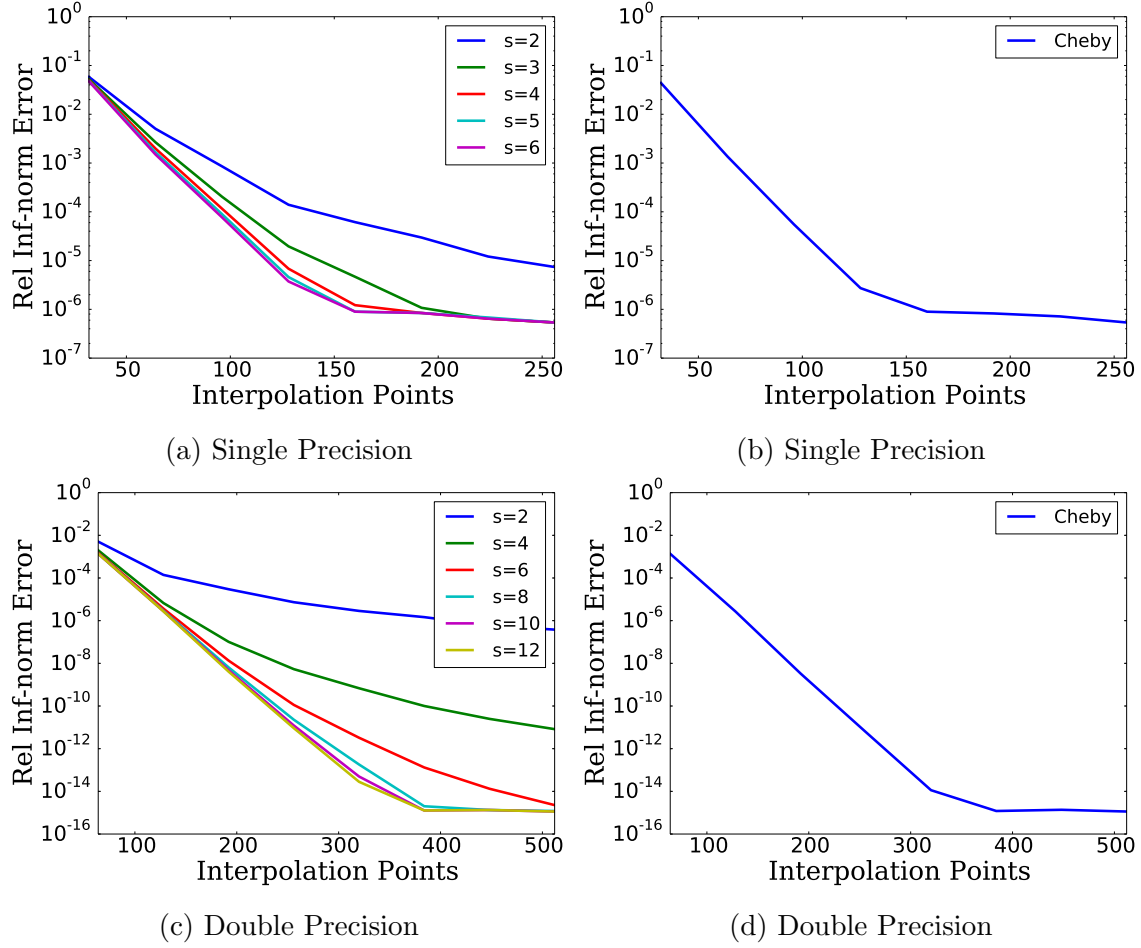 10^0
10^-1
10^-2
10^-3
10^-4
10^-5
10^-6
10^-7
Rel Inf-norm Error
50 100 150 200 250
Interpolation Points
s=2
s=3
s=4
s=5
s=6
(a) Single Precision
10^0
10^-1
10^-2
10^-3
10^-4
10^-5
10^-6
10^-7
Rel Inf-norm Error
50 100 150 200 250
Interpolation Points
Cheby
(b) Single Precision
10^0
10^-2
10^-4
10^-6
10^-8
10^-10
10^-12
10^-14
10^-16
Rel Inf-norm Error
100 200 300 400 500
Interpolation Points
s=2
s=4
s=6
s=8
s=10
s=12
(c) Double Precision
10^0
10^-2
10^-4
10^-6
10^-8
10^-10
10^-12
10^-14
10^-16
Rel Inf-norm Error
100 200 300 400 500
Interpolation Points
Cheby
(d) Double Precision